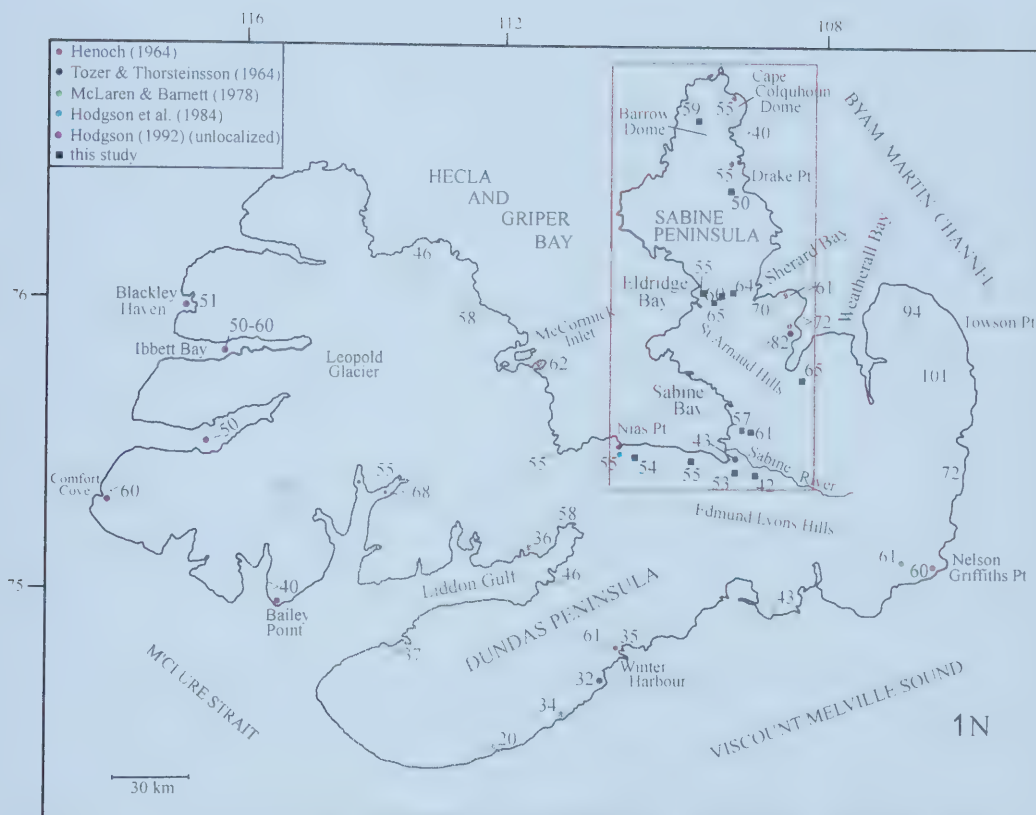 116
112
108
Henoch (1964)
Tozer & Thorsteinsson (1964)
McLaren & Barnett (1978)
Hodgson et al. (1984)
Hodgson (1992) (unlocalized)
this study
Cape
Colquhoun
Dome
59
55
Barrow
Dome
40
BYAM MARTIN CHANNEL
HECLA
AND
GRIPER
BAY
55
Drake Pt
50
SABINE
PENINSULA
46
55
Sherard Bay
Weatherall Bay
76
Eldridge
Bay
60
64
61
Blackley
Haven
51
65
70
>72
94
Towson Pt
50-60
58
McCormick
Inlet
82
Ibbett Bay
Leopold
Glacier
62
Arnaud Hills
65
101
Sabine
Bay
57
61
50
Nias Pt
43
Sabine River
55
55
54
55
53
42
72
Comfort
Cove
60
55
68
Edmund Lyons Hills
58
36
61
60
Nelson
Griffiths Pt
75
Liddon Gulf
46
40
43
Bailey
Point
DUNDAS PENINSULA
37
61
35
Winter
Harbour
M'CLURE STRAIT
32
34
VISCOUNT MELVILLE SOUND
20
1N
30 km